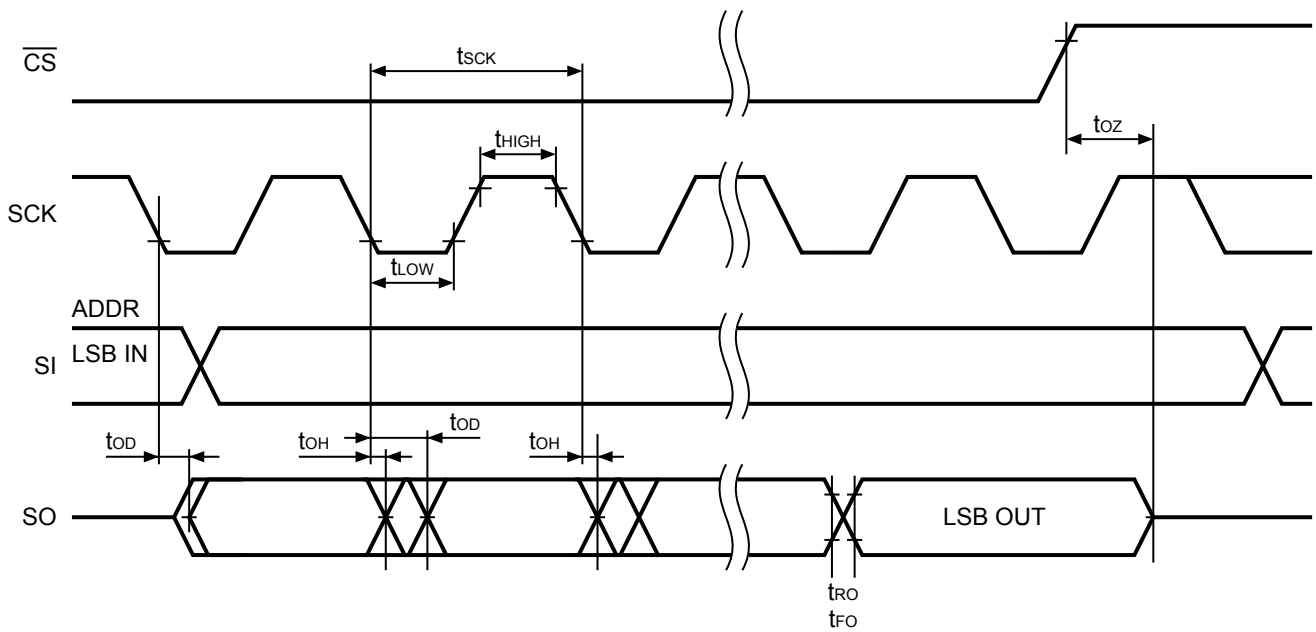 CS
tSCK
tHIGH
tOZ
SCK
tLOW
ADDR
LSB IN
SI
tOD
tOH
tOD
tOH
SO
LSB OUT
tRO
tFO